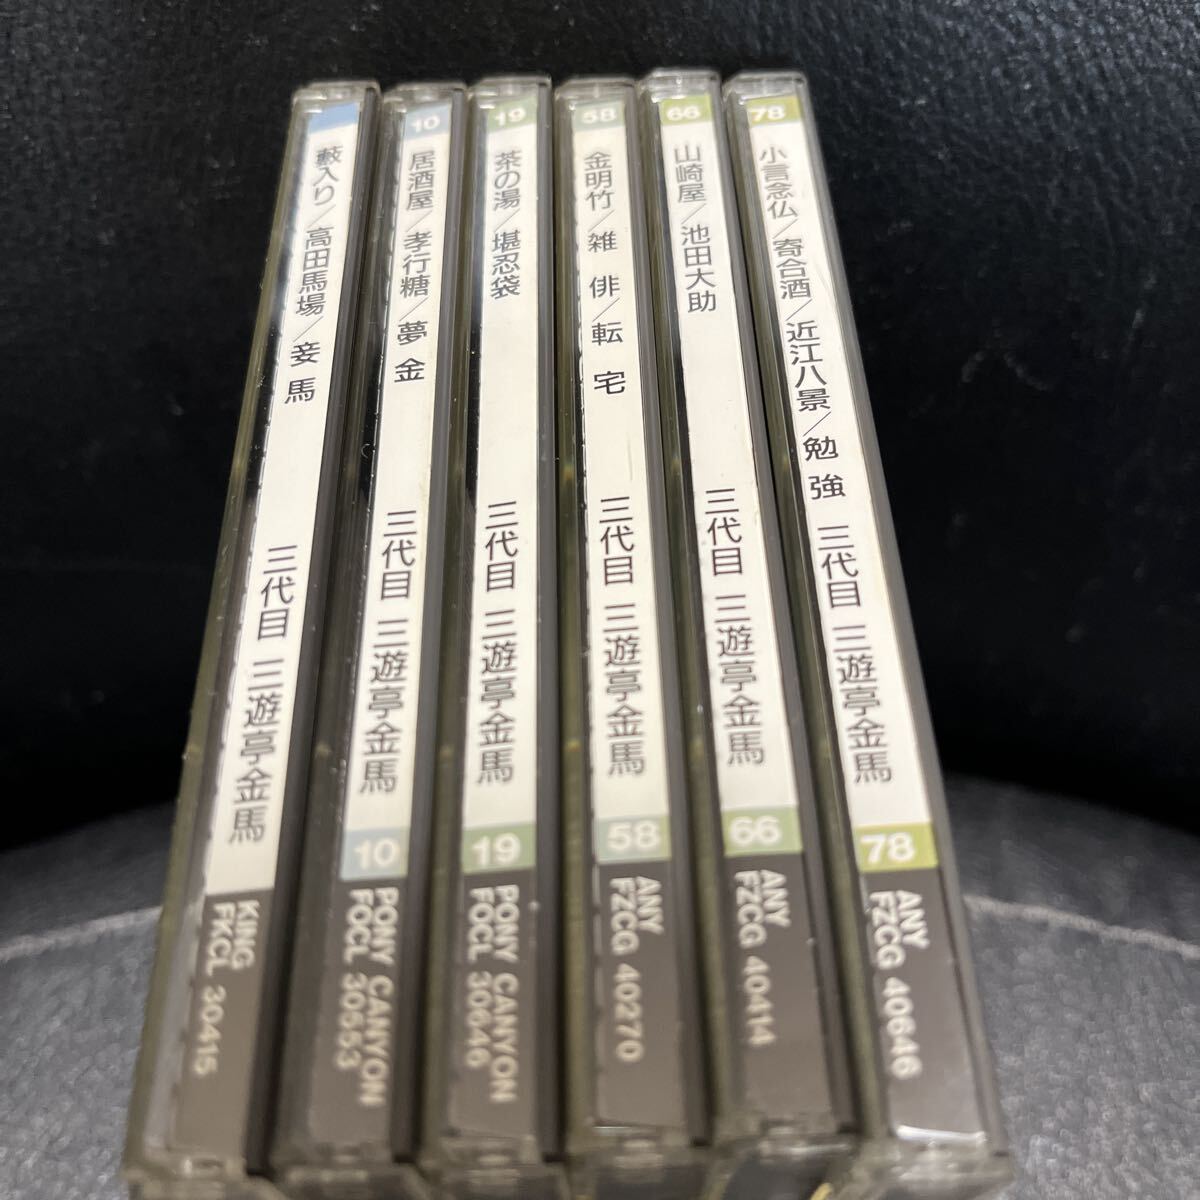 藪入り/高田馬場/妾 馬 三代目 三遊亭金馬
KING
FKCL 30415
10
居酒屋/孝行糖/夢 金 三代目 三遊亭金馬
10
PONY CANYON
FOCL 30553
19
茶の湯/堪忍袋 三代目 三遊亭金馬
19
PONY CANYON
FOCL 30646
58
金明竹/雑 俳/転 宅 三代目 三遊亭金馬
58
ANY
FZCG 40270
66
山崎屋/池田大助 三代目 三遊亭金馬
66
ANY
FZCG 40414
78
小言念仏/寄合酒/近江八景/勉 強 三代目 三遊亭金馬
78
ANY
FZCG 40646